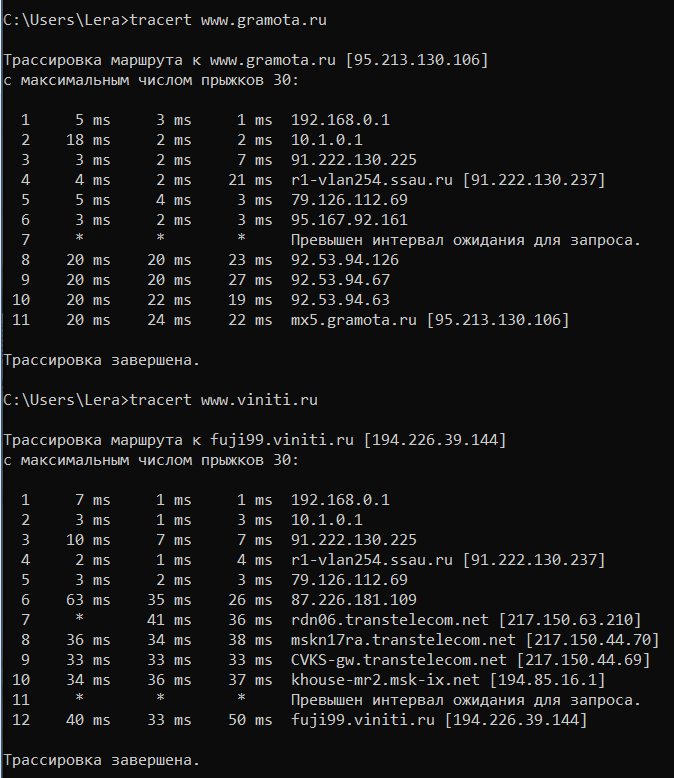 C:\Users\Lera>tracert www.gramota.ru
Трассировка маршрута к www.gramota.ru [95.213.130.106]
с максимальным числом прыжков 30:
1 5 ms 3 ms 1 ms 192.168.0.1
2 18 ms 2 ms 2 ms 10.1.0.1
3 3 ms 2 ms 7 ms 91.222.130.225
4 4 ms 2 ms 21 ms r1-vlan254.ssau.ru [91.222.130.237]
5 5 ms 4 ms 3 ms 79.126.112.69
6 3 ms 2 ms 3 ms 95.167.92.161
7 * * * Превышен интервал ожидания для запроса.
8 20 ms 20 ms 23 ms 92.53.94.126
9 20 ms 20 ms 27 ms 92.53.94.67
10 20 ms 22 ms 19 ms 92.53.94.63
11 20 ms 24 ms 22 ms mx5.gramota.ru [95.213.130.106]
Трассировка завершена.
C:\Users\Lera>tracert www.viniti.ru
Трассировка маршрута к fuji99.viniti.ru [194.226.39.144]
с максимальным числом прыжков 30:
1 7 ms 1 ms 1 ms 192.168.0.1
2 3 ms 1 ms 3 ms 10.1.0.1
3 10 ms 7 ms 7 ms 91.222.130.225
4 2 ms 1 ms 4 ms r1-vlan254.ssau.ru [91.222.130.237]
5 3 ms 2 ms 3 ms 79.126.112.69
6 63 ms 35 ms 26 ms 87.226.181.109
7 * 41 ms 36 ms rdn06.transtelecom.net [217.150.63.210]
8 36 ms 34 ms 38 ms mskn17ra.transtelecom.net [217.150.44.70]
9 33 ms 33 ms 33 ms CVKS-gw.transtelecom.net [217.150.44.69]
10 34 ms 36 ms 37 ms khouse-mr2.msk-ix.net [194.85.16.1]
11 * * * Превышен интервал ожидания для запроса.
12 40 ms 33 ms 50 ms fuji99.viniti.ru [194.226.39.144]
Трассировка завершена.